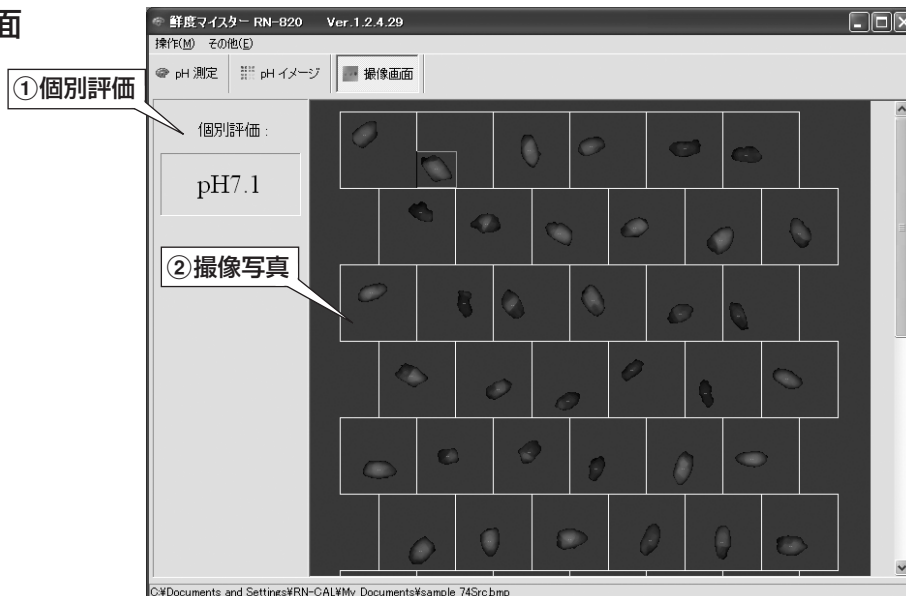 面
鮮度マイスター RN-820 Ver.1.2.4.29
操作(M) その他(E)
pH 測定 pH イメージ 撮像画面
①個別評価
個別評価 :
pH7.1
②撮像写真
C:¥Documents and Settings¥RN-CAL¥My Documents¥sample_74Src.bmp